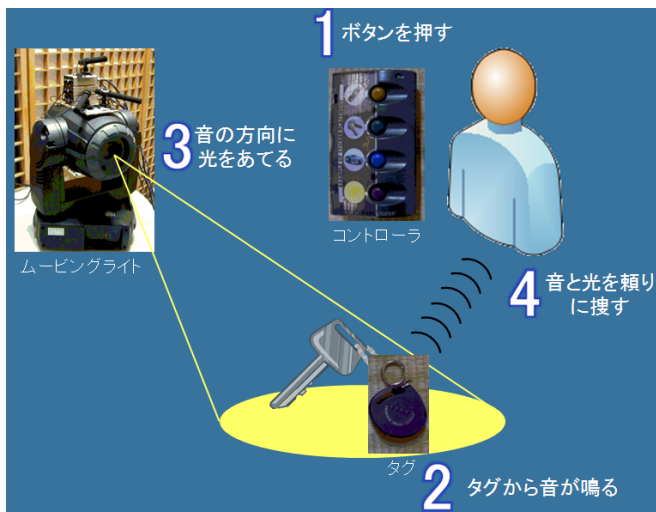 1 ボタンを押す
3 音の方向に
光をあてる
コントローラ
ムービングライト
4 音と光を頼り
に捜す
タグ
2 タグから音が鳴る